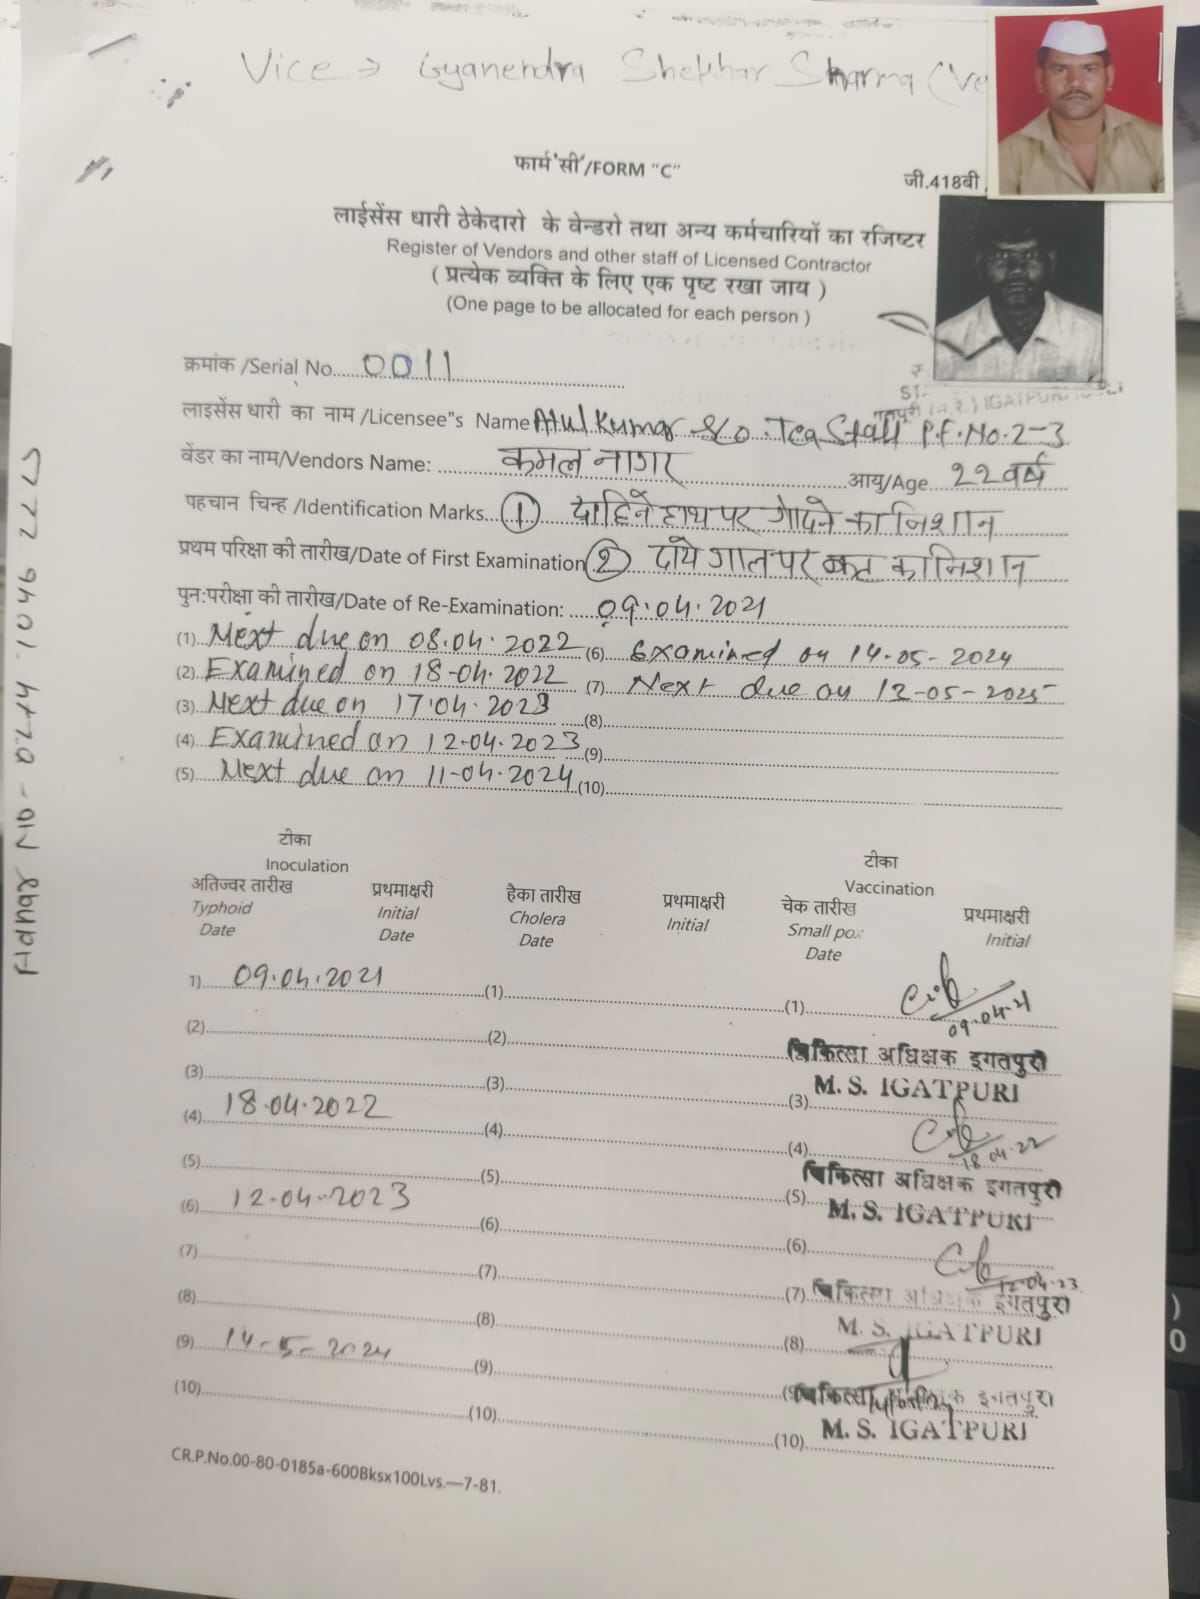 Vice → Gyanendra Shekhar Sharma (Ve
फार्म 'सी'/FORM "C"
जी.418बी
लाईसेंस धारी ठेकेदारो के वेन्डरो तथा अन्य कर्मचारियों का रजिष्टर
Register of Vendors and other staff of Licensed Contractor
( प्रत्येक व्यक्ति के लिए एक पृष्ट रखा जाय )
(One page to be allocated for each person )
क्रमांक /Serial No. 0011
IGATPURI
लाइसेंस धारी का नाम /Licensee"s Name Atul Kumar S/o. Tea Stall P.F. No. 2-3
वेंडर का नाम/Vendors Name: कमल नागर आयु/Age 22 वर्ष
पहचान चिन्ह /Identification Marks. ① दाहिने हाथ पर गोदने का निशान
प्रथम परिक्षा की तारीख/Date of First Examination ② दाये गाल पर कट का निशान
पुन:परीक्षा की तारीख/Date of Re-Examination: 09.04.2021
(1) Next due on 08.04.2022 (6) Examined on 14-05-2024
(2) Examined on 18-04.2022 (7) Next due on 12-05-2025
(3) Next due on 17.04.2023 (8)
(4) Examined on 12.04.2023 (9)
(5) Next due on 11-04.2024 (10)
Adhar No - 0274 1046 9401
टीका टीका
Inoculation Vaccination
अतिज्वर तारीख प्रथमाक्षरी हैका तारीख प्रथमाक्षरी चेक तारीख प्रथमाक्षरी
Typhoid Initial Cholera Initial Small pox Initial
Date Date Date Date
1) 09.04.2021 (1) (1) 09.04.21
(2) (2) चिकित्सा अधिक्षक इगतपुरी
(3) (3) (3) M. S. IGATPURI
(4) 18.04.2022 (4) (4) 18.04.22
(5) (5) चिकित्सा अधिक्षक इगतपुरी
(5) M. S. IGATPURI
(6) 12-04-2023 (6) (6) 12-04-23
(7) (7) (7) चिकित्सा अधिक्षक इगतपुरी
(8) (8) (8) M. S. IGATPURI
(9) 14-5-2024 (9) (9) चिकित्सा अधिक्षक इगतपुरी
(10) (10) (10) M. S. IGATPURI
CR.P.No.00-80-0185a-600Bksx100Lvs.—7-81.